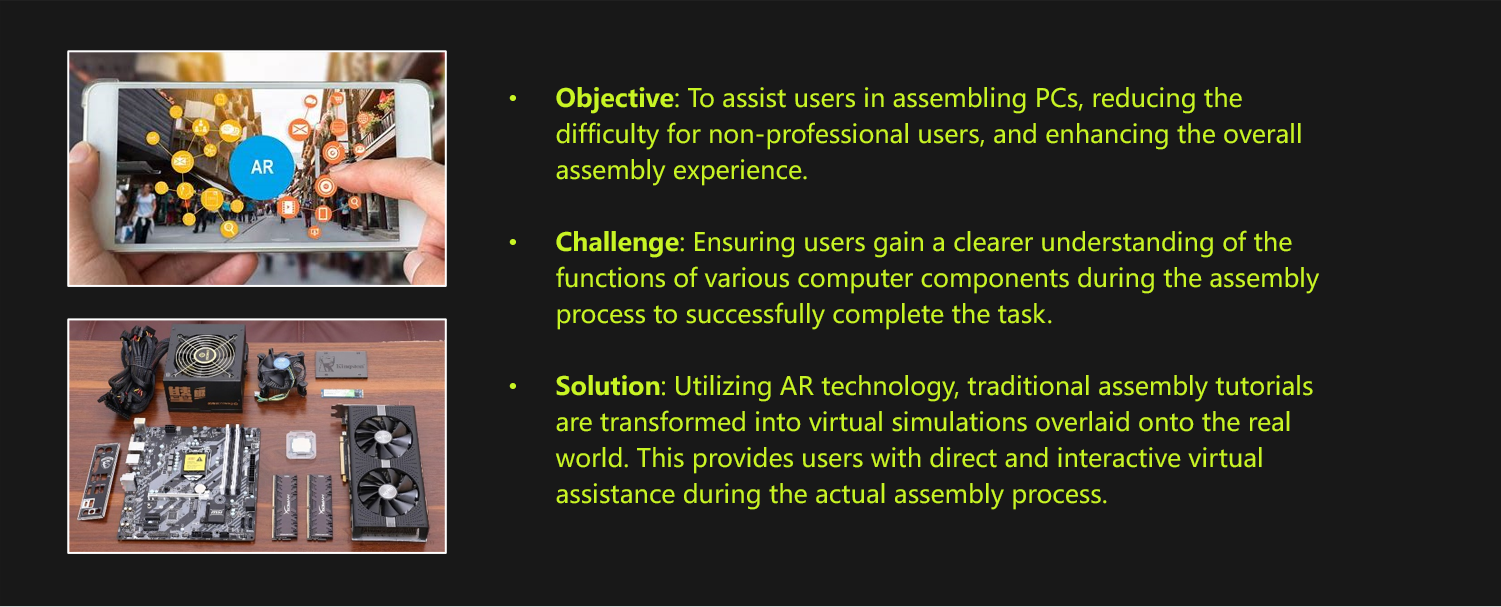 AR
• Objective: To assist users in assembling PCs, reducing the
difficulty for non-professional users, and enhancing the overall
assembly experience.
• Challenge: Ensuring users gain a clearer understanding of the
functions of various computer components during the assembly
process to successfully complete the task.
• Solution: Utilizing AR technology, traditional assembly tutorials
are transformed into virtual simulations overlaid onto the real
world. This provides users with direct and interactive virtual
assistance during the actual assembly process.